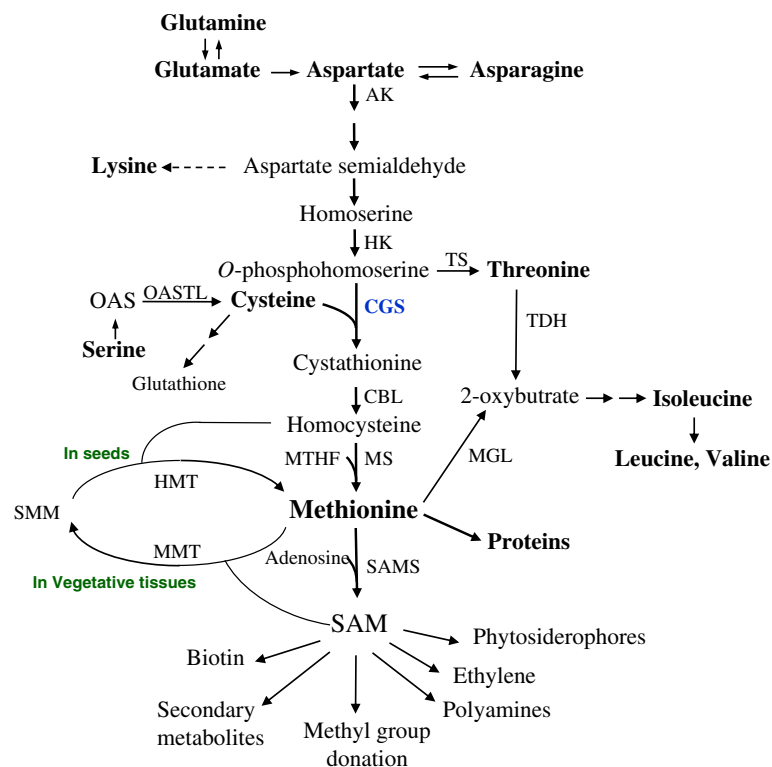 Glutamine
Glutamate
Aspartate
Asparagine
AK
Lysine
Aspartate semialdehyde
Homoserine
HK
O-phosphohomoserine
TS
Threonine
OAS
OASTL
Cysteine
CGS
TDH
Serine
Cystathionine
Glutathione
CBL
2-oxybutrate
Isoleucine
Homocysteine
In seeds
MTHF
MS
MGL
Leucine, Valine
HMT
SMM
Methionine
Proteins
MMT
Adenosine
SAMS
In Vegetative tissues
SAM
Phytosiderophores
Biotin
Ethylene
Secondary
metabolites
Polyamines
Methyl group
donation